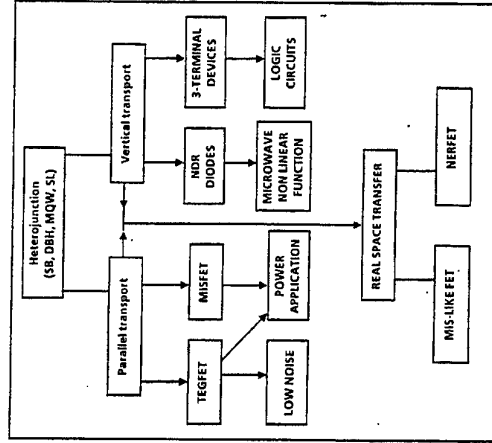 Heterojunction
(SB, DBH, MQW, SL)
Parallel transport
Vertical transport
TEGFET
MISFET
NDR
DIODES
3-TERMINAL
DEVICES
LOW NOISE
POWER
APPLICATION
MICROWAVE
NON LINEAR
FUNCTION
LOGIC
CIRCUITS
REAL SPACE TRANSFER
MIS-LIKE FET
NERFET